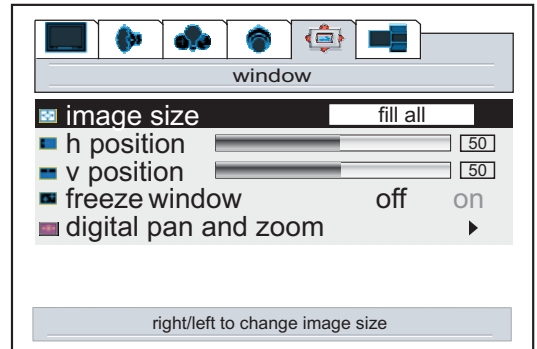 window
image size fill all
h position 50
v position 50
freeze window off on
digital pan and zoom
right/left to change image size